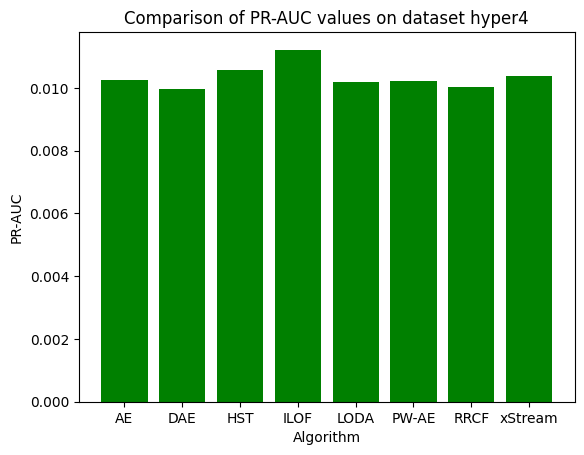 Comparison of PR-AUC values on dataset hyper4
PR-AUC
0.010
0.008
0.006
0.004
0.002
0.000
AE DAE HST ILOF LODA PW-AE RRCF xStream
Algorithm